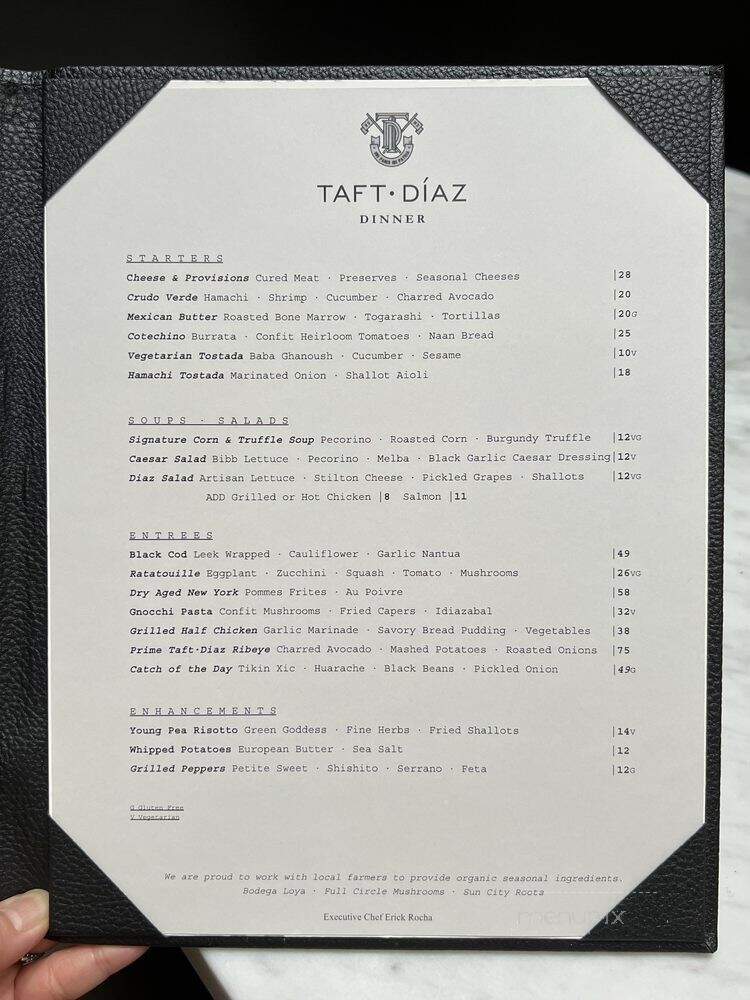 TAFT·DÍAZ
DINNER
STARTERS
Cheese & Provisions Cured Meat · Preserves · Seasonal Cheeses |28
Crudo Verde Hamachi · Shrimp · Cucumber · Charred Avocado |20
Mexican Butter Roasted Bone Marrow · Togarashi · Tortillas |20G
Cotechino Burrata · Confit Heirloom Tomatoes · Naan Bread |25
Vegetarian Tostada Baba Ghanoush · Cucumber · Sesame |10V
Hamachi Tostada Marinated Onion · Shallot Aioli |18
SOUPS · SALADS
Signature Corn & Truffle Soup Pecorino · Roasted Corn · Burgundy Truffle |12VG
Caesar Salad Bibb Lettuce · Pecorino · Melba · Black Garlic Caesar Dressing|12V
Diaz Salad Artisan Lettuce · Stilton Cheese · Pickled Grapes · Shallots |12VG
ADD Grilled or Hot Chicken |8 Salmon |11
ENTREES
Black Cod Leek Wrapped · Cauliflower · Garlic Nantua |49
Ratatouille Eggplant · Zucchini · Squash · Tomato · Mushrooms |26VG
Dry Aged New York Pommes Frites · Au Poivre |58
Gnocchi Pasta Confit Mushrooms · Fried Capers · Idiazabal |32V
Grilled Half Chicken Garlic Marinade · Savory Bread Pudding · Vegetables |38
Prime Taft·Diaz Ribeye Charred Avocado · Mashed Potatoes · Roasted Onions |75
Catch of the Day Tikin Xic · Huarache · Black Beans · Pickled Onion |49G
ENHANCEMENTS
Young Pea Risotto Green Goddess · Fine Herbs · Fried Shallots |14V
Whipped Potatoes European Butter · Sea Salt |12
Grilled Peppers Petite Sweet · Shishito · Serrano · Feta |12G
G Gluten Free
V Vegetarian
We are proud to work with local farmers to provide organic seasonal ingredients.
Bodega Loya · Full Circle Mushrooms · Sun City Roots
Executive Chef Erick Rocha
menupix